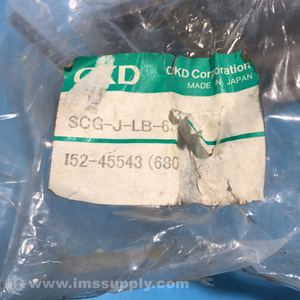 CKD CKD Corporation
MADE IN JAPAN
SCG-J-LB-6
I52-45543 (680
© www.imssupply.com